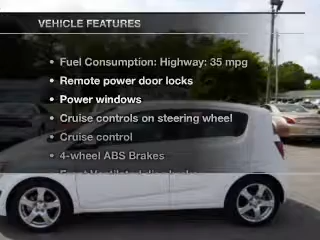 VEHICLE FEATURES
• Fuel Consumption: Highway: 35 mpg
• Remote power door locks
• Power windows
• Cruise controls on steering wheel
• Cruise control
• 4-wheel ABS Brakes